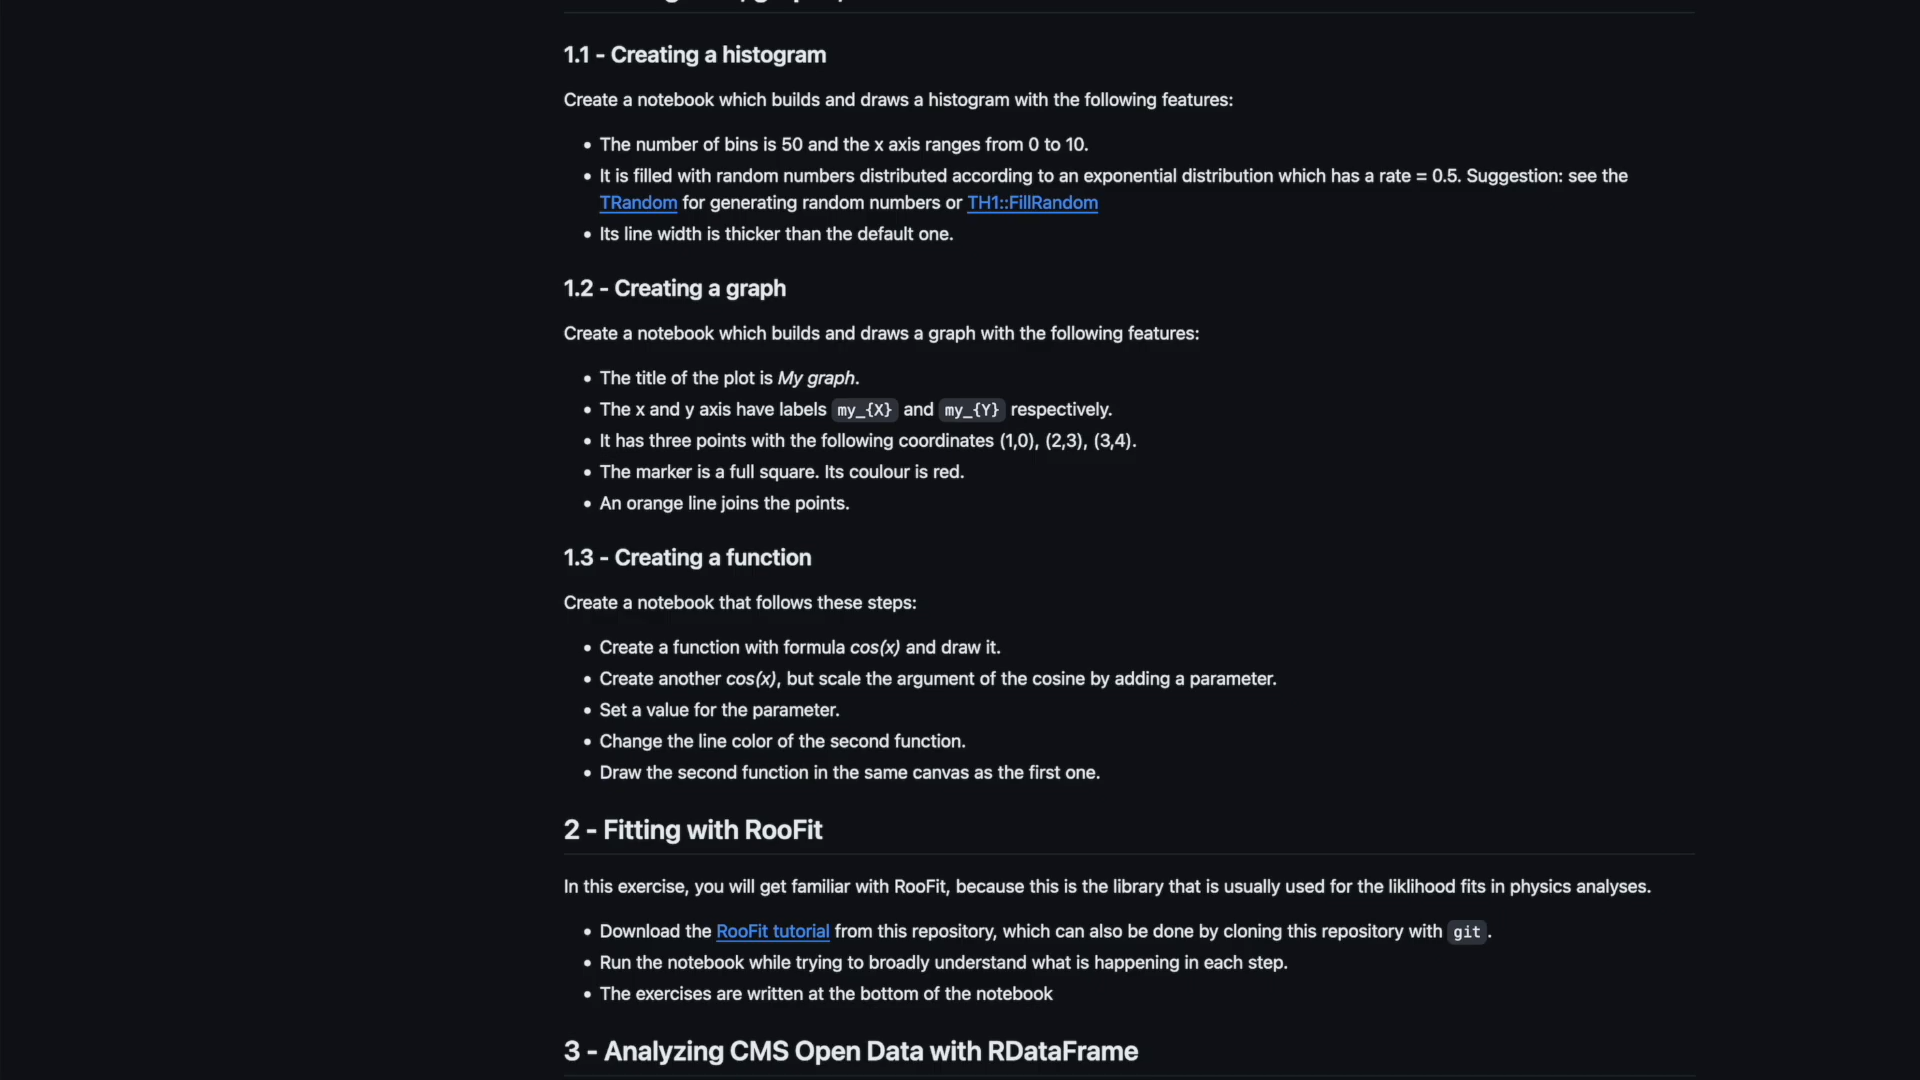 1.1 - Creating a histogram
Create a notebook which builds and draws a histogram with the following features:
• The number of bins is 50 and the x axis ranges from 0 to 10.
• It is filled with random numbers distributed according to an exponential distribution which has a rate = 0.5. Suggestion: see the
TRandom for generating random numbers or TH1::FillRandom
• Its line width is thicker than the default one.
1.2 - Creating a graph
Create a notebook which builds and draws a graph with the following features:
• The title of the plot is My graph.
• The x and y axis have labels my_{X} and my_{Y} respectively.
• It has three points with the following coordinates (1,0), (2,3), (3,4).
• The marker is a full square. Its coulour is red.
• An orange line joins the points.
1.3 - Creating a function
Create a notebook that follows these steps:
• Create a function with formula cos(x) and draw it.
• Create another cos(x), but scale the argument of the cosine by adding a parameter.
• Set a value for the parameter.
• Change the line color of the second function.
• Draw the second function in the same canvas as the first one.
2 - Fitting with RooFit
In this exercise, you will get familiar with RooFit, because this is the library that is usually used for the liklihood fits in physics analyses.
• Download the RooFit tutorial from this repository, which can also be done by cloning this repository with git.
• Run the notebook while trying to broadly understand what is happening in each step.
• The exercises are written at the bottom of the notebook
3 - Analyzing CMS Open Data with RDataFrame